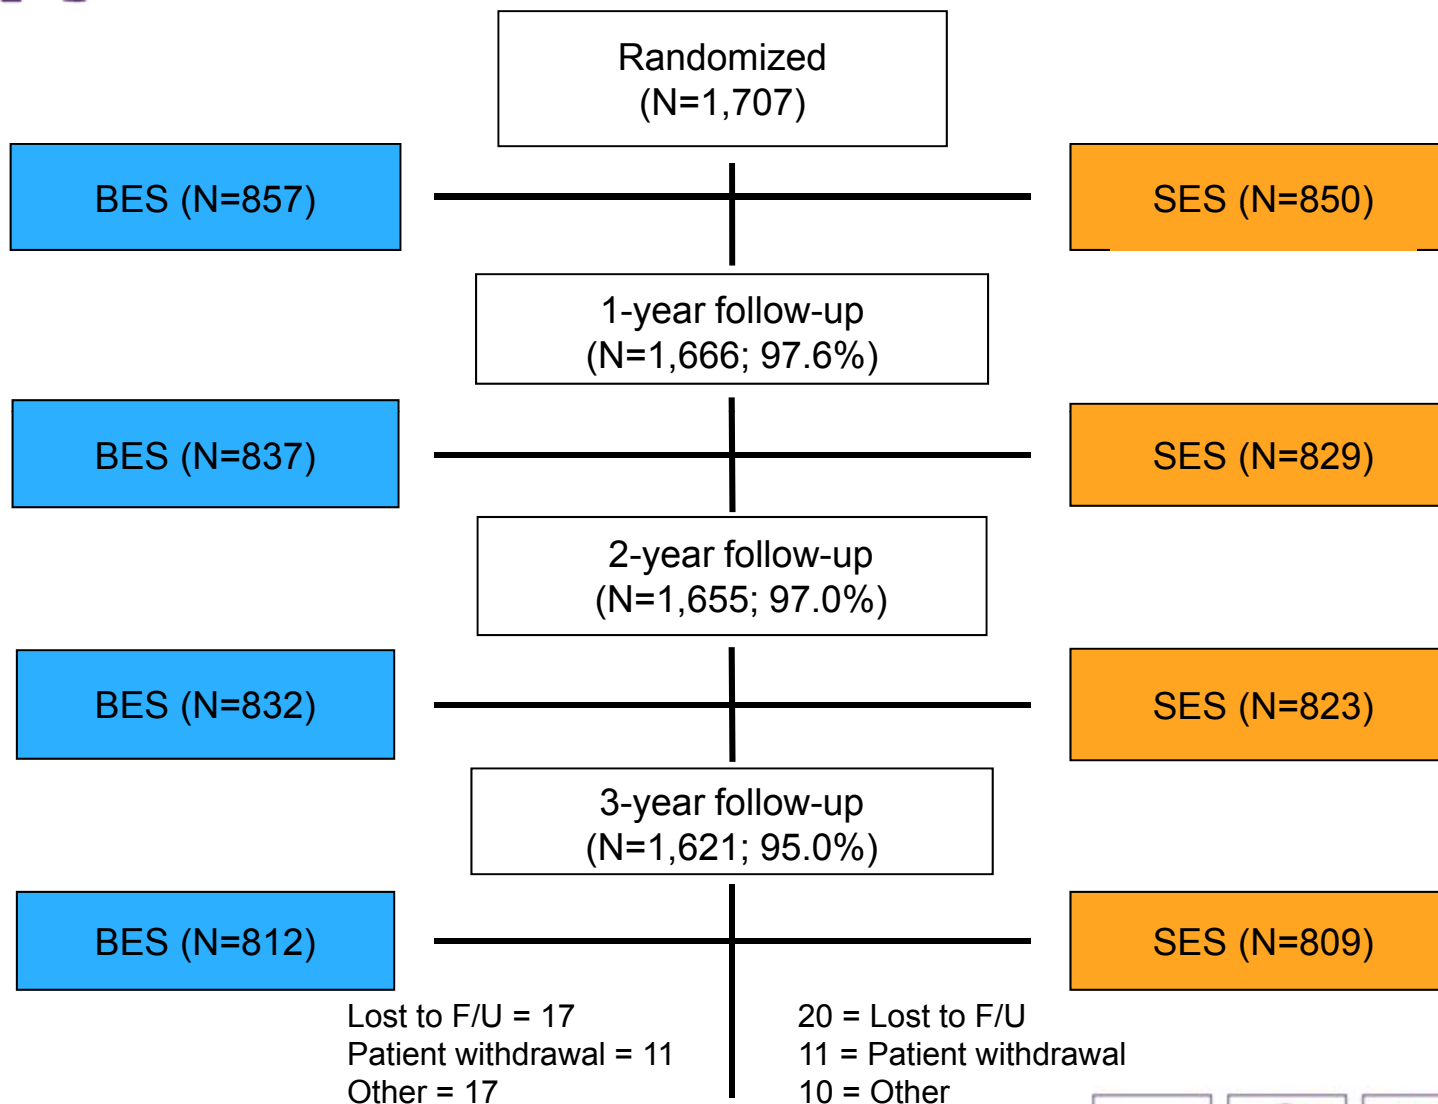 Randomized
(N=1,707)
BES (N=857)
SES (N=850)
1-year follow-up
(N=1,666; 97.6%)
BES (N=837)
SES (N=829)
2-year follow-up
(N=1,655; 97.0%)
BES (N=832)
SES (N=823)
3-year follow-up
(N=1,621; 95.0%)
BES (N=812)
SES (N=809)
Lost to F/U = 17
Patient withdrawal = 11
Other = 17
20 = Lost to F/U
11 = Patient withdrawal
10 = Other